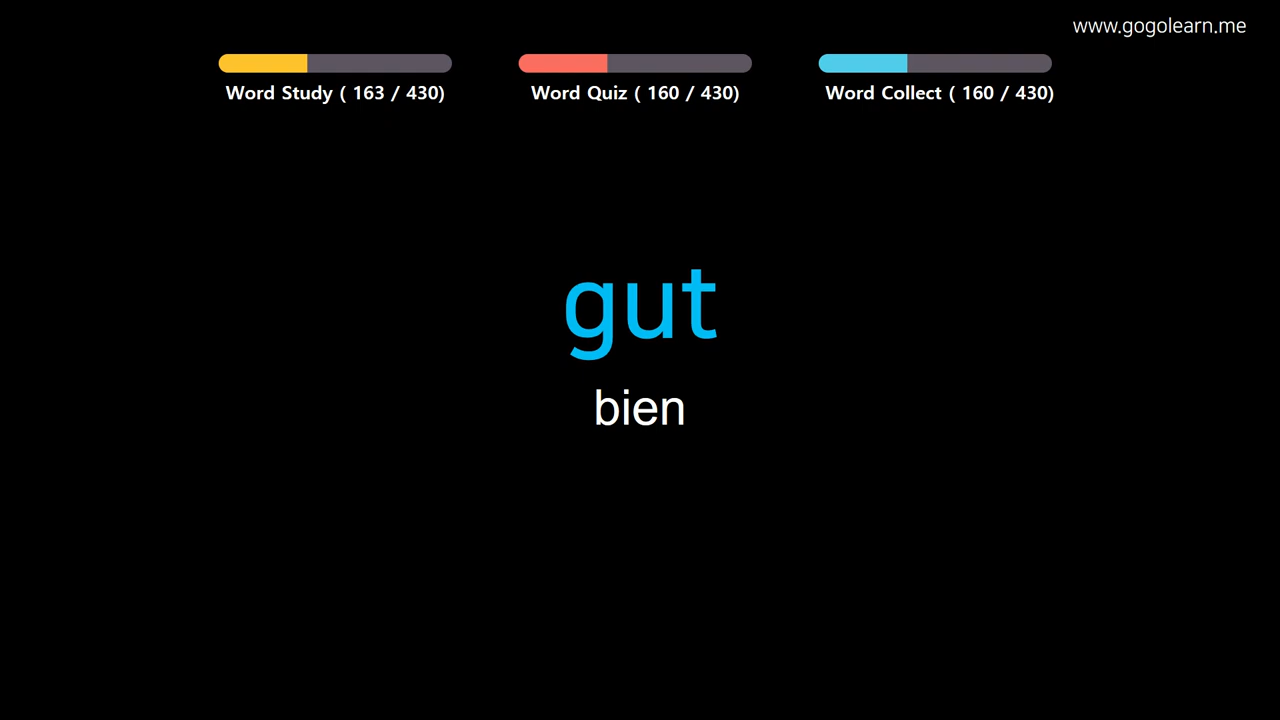 www.gogolearn.me
Word Study ( 163 / 430)
Word Quiz ( 160 / 430)
Word Collect ( 160 / 430)
gut
bien